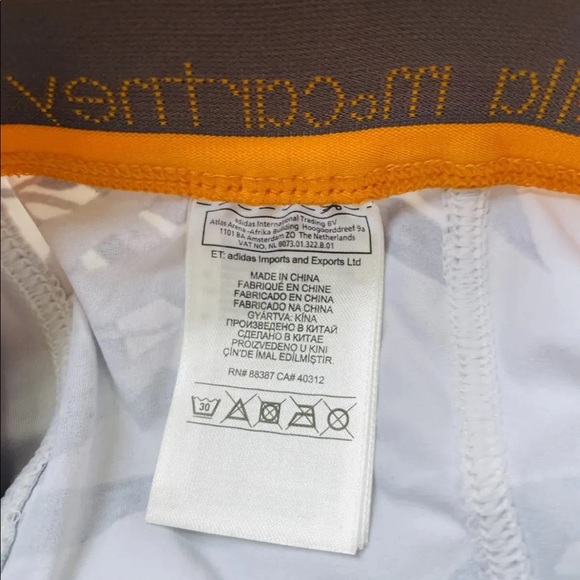 lla mccartney
adidas International Trading BV
Atlas Arena-Afrika Building Hoogoorddreef 9a
1101 BA Amsterdam ZO The Netherlands
VAT NO. NL 8073.01.322.B.01
ET: adidas Imports and Exports Ltd
MADE IN CHINA
FABRIQUÉ EN CHINE
FABRICADO EN CHINA
FABRICADO NA CHINA
GYÁRTVA: KÍNA
ПРОИЗВЕДЕНО В КИТАЙ
СДЕЛАНО В КИТАЕ
PROIZVEDENO U KINI
ÇİN'DE İMAL EDİLMİŞTİR.
RN# 88387 CA# 40312
30